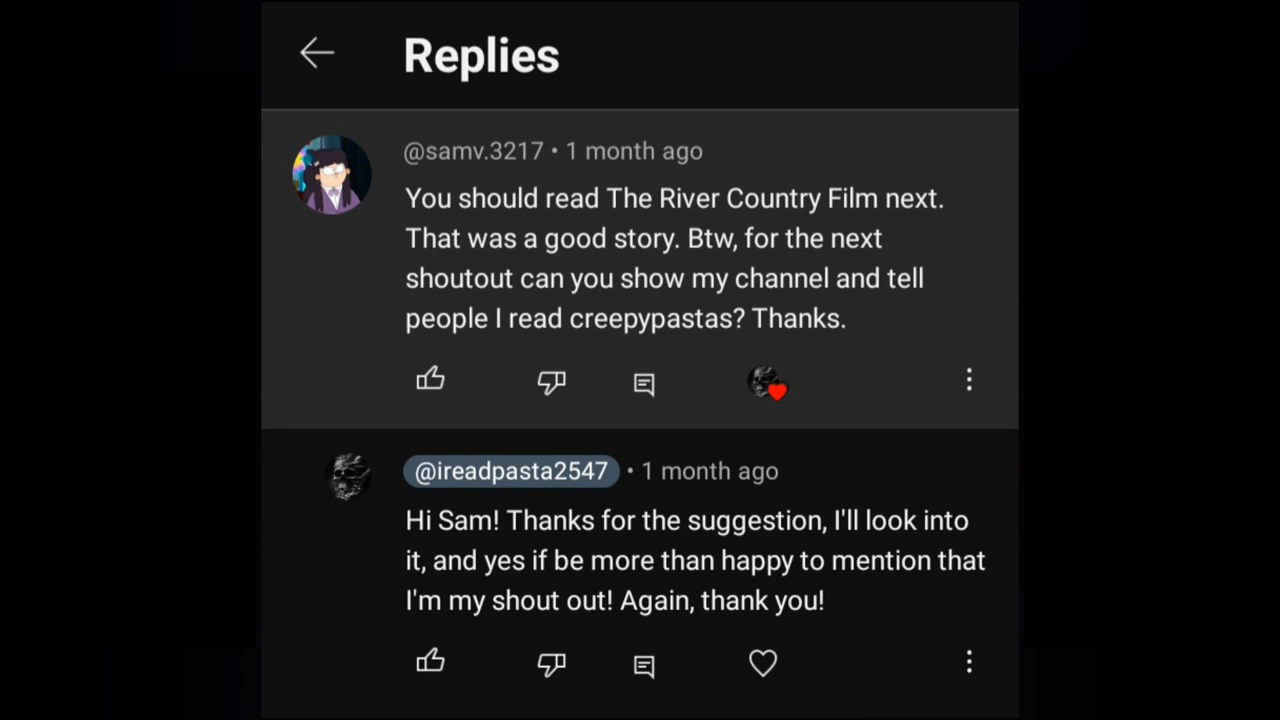 Replies
@samv.3217 • 1 month ago
You should read The River Country Film next.
That was a good story. Btw, for the next
shoutout can you show my channel and tell
people I read creepypastas? Thanks.
@ireadpasta2547 • 1 month ago
Hi Sam! Thanks for the suggestion, I'll look into
it, and yes if be more than happy to mention that
I'm my shout out! Again, thank you!